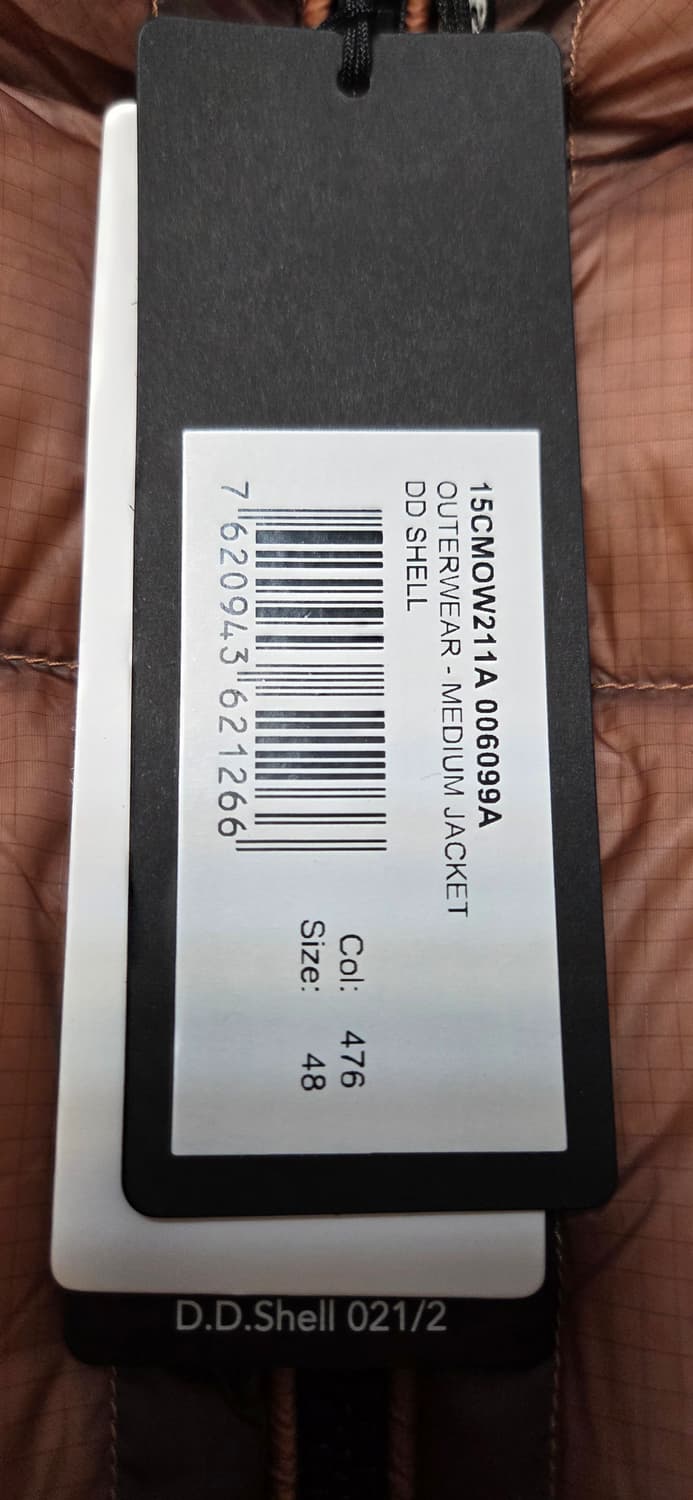 15CMOW211A 006099A
OUTERWEAR - MEDIUM JACKET
DD SHELL
7 620943 621266
Col: 476
Size: 48
D.D.Shell 021/2